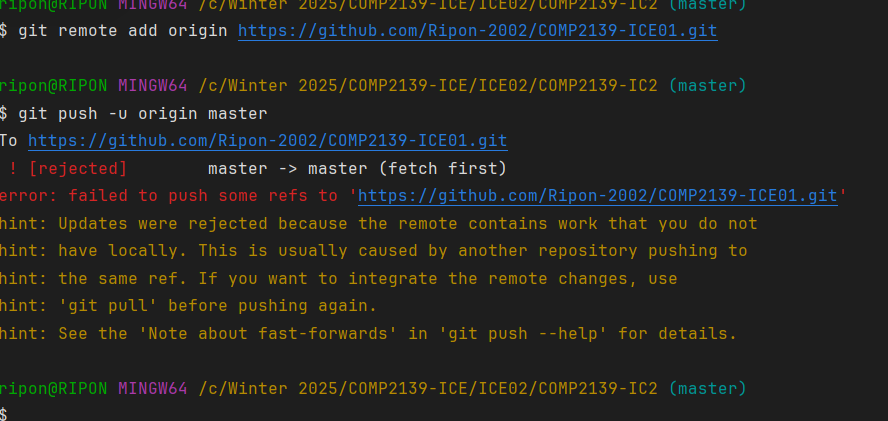 ripon@RIPON MINGW64 /c/Winter 2025/COMP2139-ICE/ICE02/COMP2139-IC2 (master)
$ git remote add origin https://github.com/Ripon-2002/COMP2139-ICE01.git
ripon@RIPON MINGW64 /c/Winter 2025/COMP2139-ICE/ICE02/COMP2139-IC2 (master)
$ git push -u origin master
To https://github.com/Ripon-2002/COMP2139-ICE01.git
! [rejected]        master -> master (fetch first)
error: failed to push some refs to 'https://github.com/Ripon-2002/COMP2139-ICE01.git'
hint: Updates were rejected because the remote contains work that you do not
hint: have locally. This is usually caused by another repository pushing to
hint: the same ref. If you want to integrate the remote changes, use
hint: 'git pull' before pushing again.
hint: See the 'Note about fast-forwards' in 'git push --help' for details.
ripon@RIPON MINGW64 /c/Winter 2025/COMP2139-ICE/ICE02/COMP2139-IC2 (master)
$